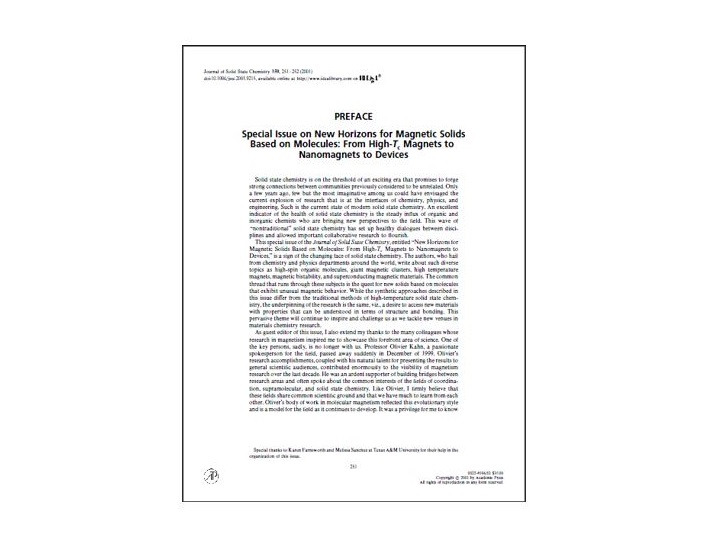 Journal of Solid State Chemistry 159, 251–252 (2001)
available online at http://www.idealibrary.com on
PREFACE
Special Issue on New Horizons for Magnetic Solids
Based on Molecules: From High-Tc Magnets to
Nanomagnets to Devices
Solid state chemistry is on the threshold of an exciting era that promises to forge
strong connections between communities previously considered to be unrelated. Only
a few years ago, few but the most imaginative among us could have envisaged the
current explosion of research that is at the interfaces of chemistry, physics, and
engineering. Such is the current state of modern solid state chemistry. An excellent
indicator of the health of solid state chemistry is the steady influx of organic and
inorganic chemists who are bringing new perspectives to the field. This wave of
"nontraditional" solid state chemistry has set up healthy dialogues between disci-
plines and allowed important collaborative research to flourish.
This special issue of the Journal of Solid State Chemistry, entitled "New Horizons for
Magnetic Solids Based on Molecules: From High-Tc Magnets to Nanomagnets to
Devices," is a sign of the changing face of solid state chemistry. The authors, who hail
from chemistry and physics departments around the world, write about such diverse
topics as high-spin organic molecules, giant magnetic clusters, high temperature
magnets, magnetic bistability, and superconducting magnetic materials. The common
thread that runs through these subjects is the quest for new solids based on molecules
that exhibit unusual magnetic behavior. While the synthetic approaches described in
this issue differ from the traditional methods of high-temperature solid state chem-
istry, the underpinning of the research is the same, viz., a desire to access new materials
with properties that can be understood in terms of structure and bonding. This
pervasive theme will continue to inspire and challenge us as we tackle new venues in
materials chemistry research.
As guest editor of this issue, I also extend my thanks to the many colleagues whose
research in magnetism inspired me to showcase this forefront area of science. One of
the key persons, sadly, is no longer with us. Professor Olivier Kahn, a passionate
spokesperson for the field, passed away suddenly in December of 1999. Olivier's
research accomplishments, coupled with his natural talent for presenting the results to
general scientific audiences, contributed enormously to the visibility of magnetism
research over the last decade. He was an ardent supporter of building bridges between
research areas and often spoke about the common interests of the fields of coordina-
tion, supramolecular, and solid state chemistry. Like Olivier, I firmly believe that
these fields share common scientific ground and that we have much to learn from each
other. Oliver's body of work in molecular magnetism reflected this evolutionary style
and is a model for the field as it continues to develop. It was a privilege for me to know
Special thanks to Karen Farnsworth and Melissa Sanchez at Texas A&M University for their help in the
organization of this issue.
251
Copyright © 2001 by Academic Press
All rights of reproduction in any form reserved.